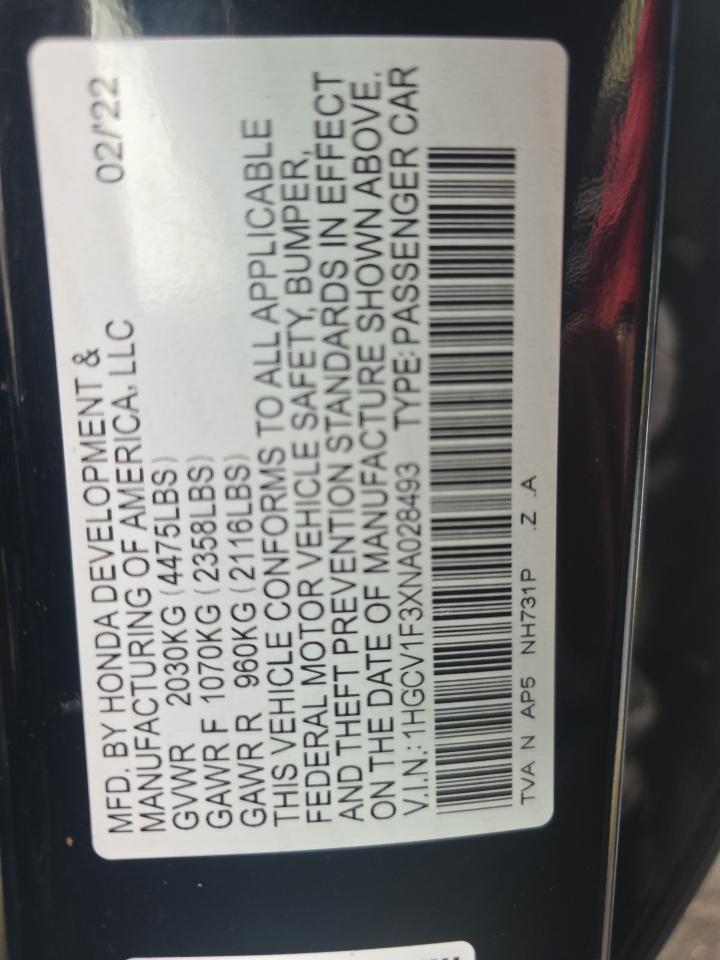 MFD. BY HONDA DEVELOPMENT &
MANUFACTURING OF AMERICA, LLC 02/'22
GVWR 2030KG (4475LBS)
GAWR F 1070KG (2358LBS)
GAWR R 960KG (2116LBS)
THIS VEHICLE CONFORMS TO ALL APPLICABLE
FEDERAL MOTOR VEHICLE SAFETY, BUMPER,
AND THEFT PREVENTION STANDARDS IN EFFECT
ON THE DATE OF MANUFACTURE SHOWN ABOVE.
V.I.N.: 1HGCV1F3XNA028493 TYPE: PASSENGER CAR
TVA N AP5 NH731P .Z .A